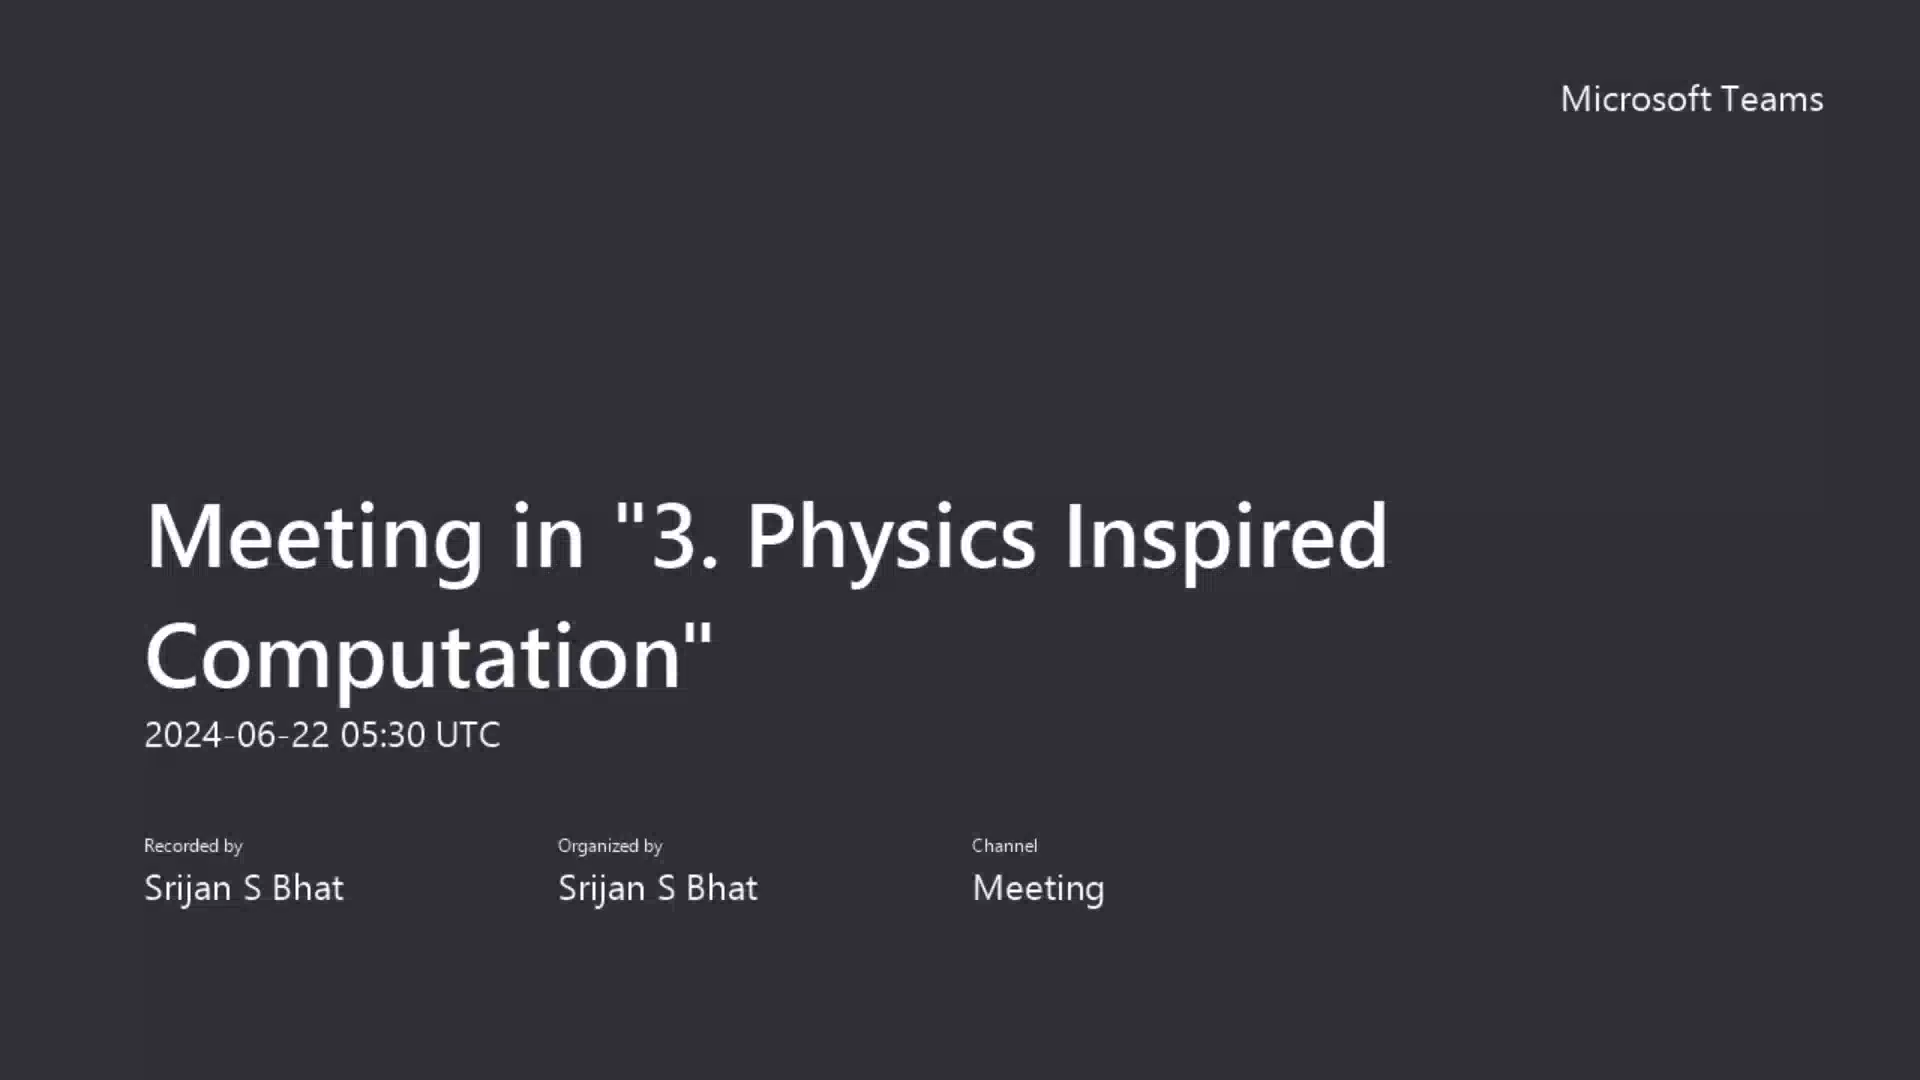 Microsoft Teams
Meeting in "3. Physics Inspired
Computation"
2024-06-22 05:30 UTC
Recorded by
Srijan S Bhat
Organized by
Srijan S Bhat
Channel
Meeting